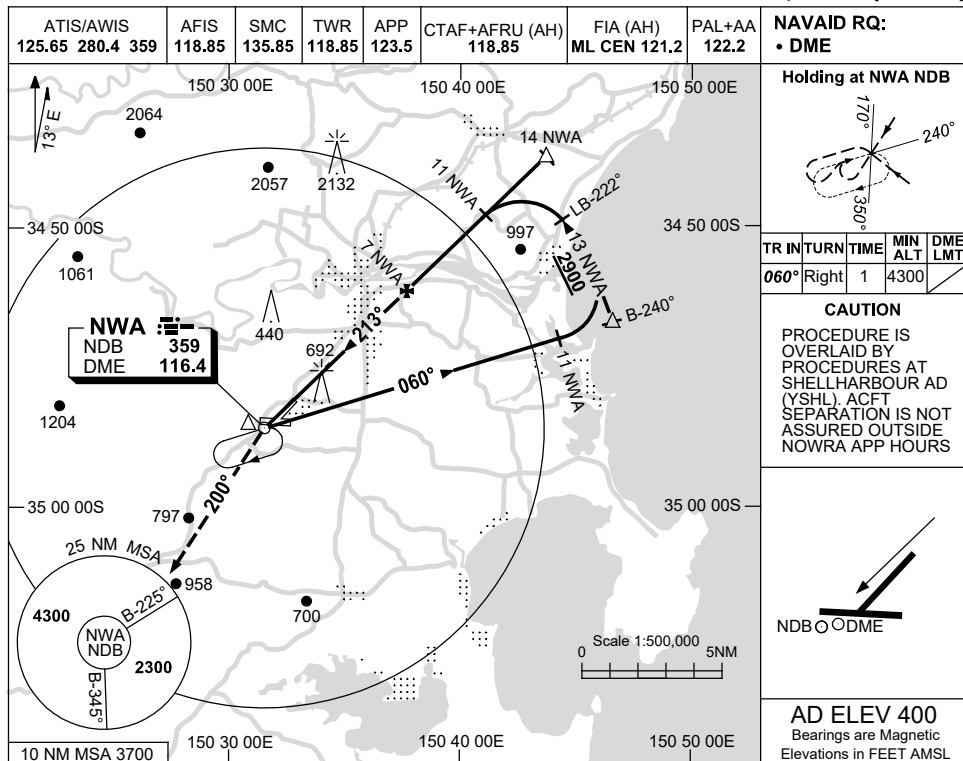 ATIS/AWIS
125.65 280.4 359
AFIS
118.85
SMC
135.85
TWR
118.85
APP
123.5
CTAF+AFRU (AH)
118.85
FIA (AH)
ML CEN 121.2
PAL+AA
122.2
NAVAID RQ:
• DME
150 30 00E
150 40 00E
150 50 00E
13° E
2064
2057
2132
14 NWA
11 NWA
LB-222°
34 50 00S
34 50 00S
997
1061
7 NWA
13 NWA
2900
B-240°
440
213°
NWA
NDB 359
DME 116.4
692
060°
11 NWA
1204
200°
35 00 00S
35 00 00S
797
25 NM MSA
958
700
B-225°
4300
NWA
NDB
2300
B-345°
Scale 1:500,000
0
5NM
10 NM MSA 3700
150 30 00E
150 40 00E
150 50 00E
Holding at NWA NDB
170°
240°
350°
TR IN
TURN
TIME
MIN ALT
DME LMT
060°
Right
1
4300
CAUTION
PROCEDURE IS
OVERLAID BY
PROCEDURES AT
SHELLHARBOUR AD
(YSHL). ACFT
SEPARATION IS NOT
ASSURED OUTSIDE
NOWRA APP HOURS
NDB
DME
AD ELEV 400
Bearings are Magnetic
Elevations in FEET AMSL